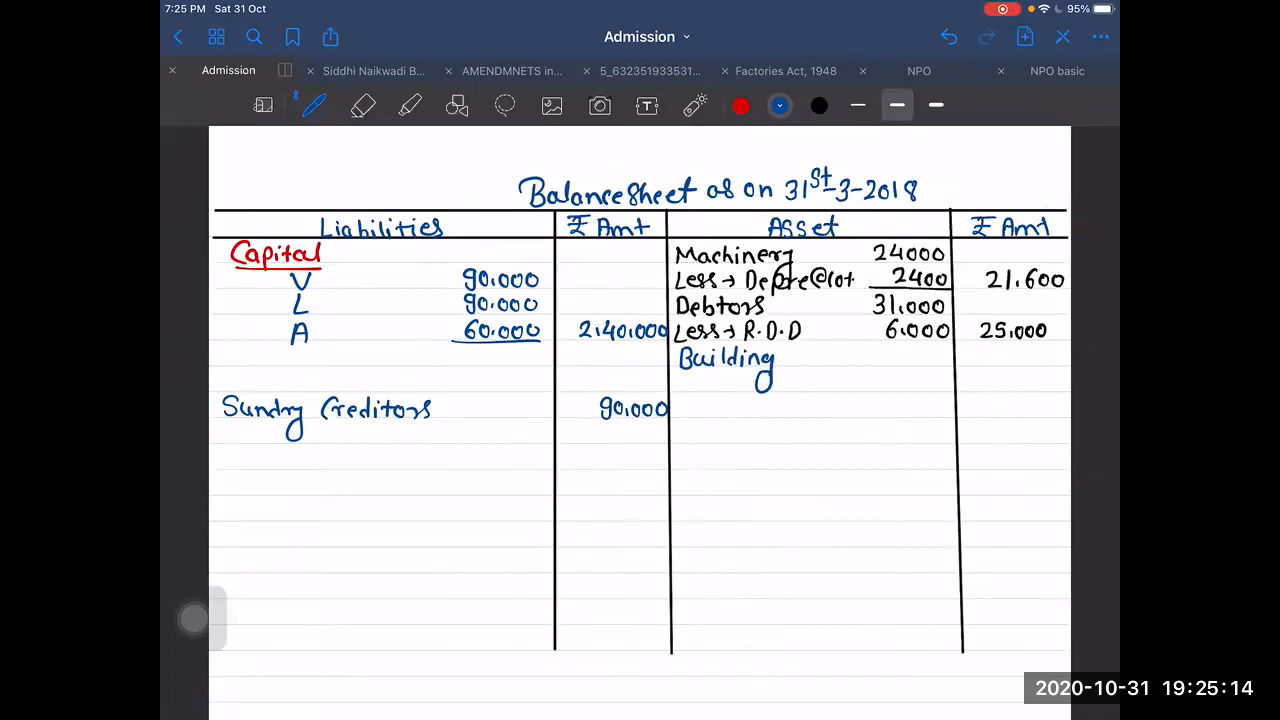 7:25 PM Sat 31 Oct 95%
Admission
Admission Siddhi Naikwadi B... AMENDMNETS in... 5_632351933531... Factories Act, 1948 NPO NPO basic
Balance Sheet as on 31st-3-2018
Liabilities ₹ Amt Asset ₹ Amt
Capital Machinery 24000
V 90.000 Less → Depre@10% 2400 21.600
L 90.000 Debtors 31.000
A 60.000 2.40.000 Less → R.D.D 6.000 25.000
Building
Sundry Creditors 90.000
2020-10-31 19:25:14